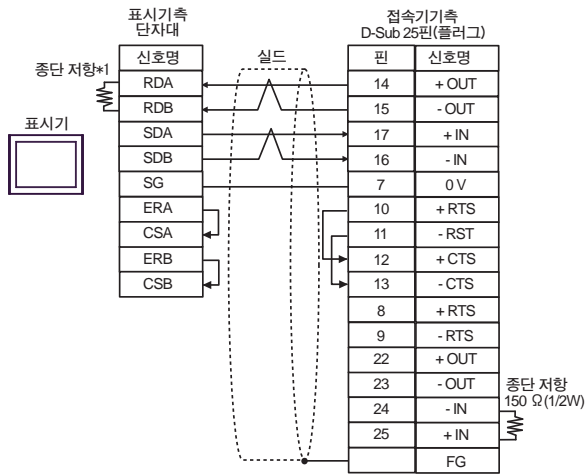 표시기측
단자대
접속기기측
D-Sub 25핀(플러그)
신호명
실드
핀 신호명
종단 저항*1
RDA 14 + OUT
RDB 15 - OUT
표시기
SDA 17 + IN
SDB 16 - IN
SG 7 0 V
ERA 10 + RTS
CSA 11 - RST
ERB 12 + CTS
CSB 13 - CTS
8 + RTS
9 - RTS
22 + OUT
23 - OUT
종단 저항
150 Ω(1/2W)
24 - IN
25 + IN
FG